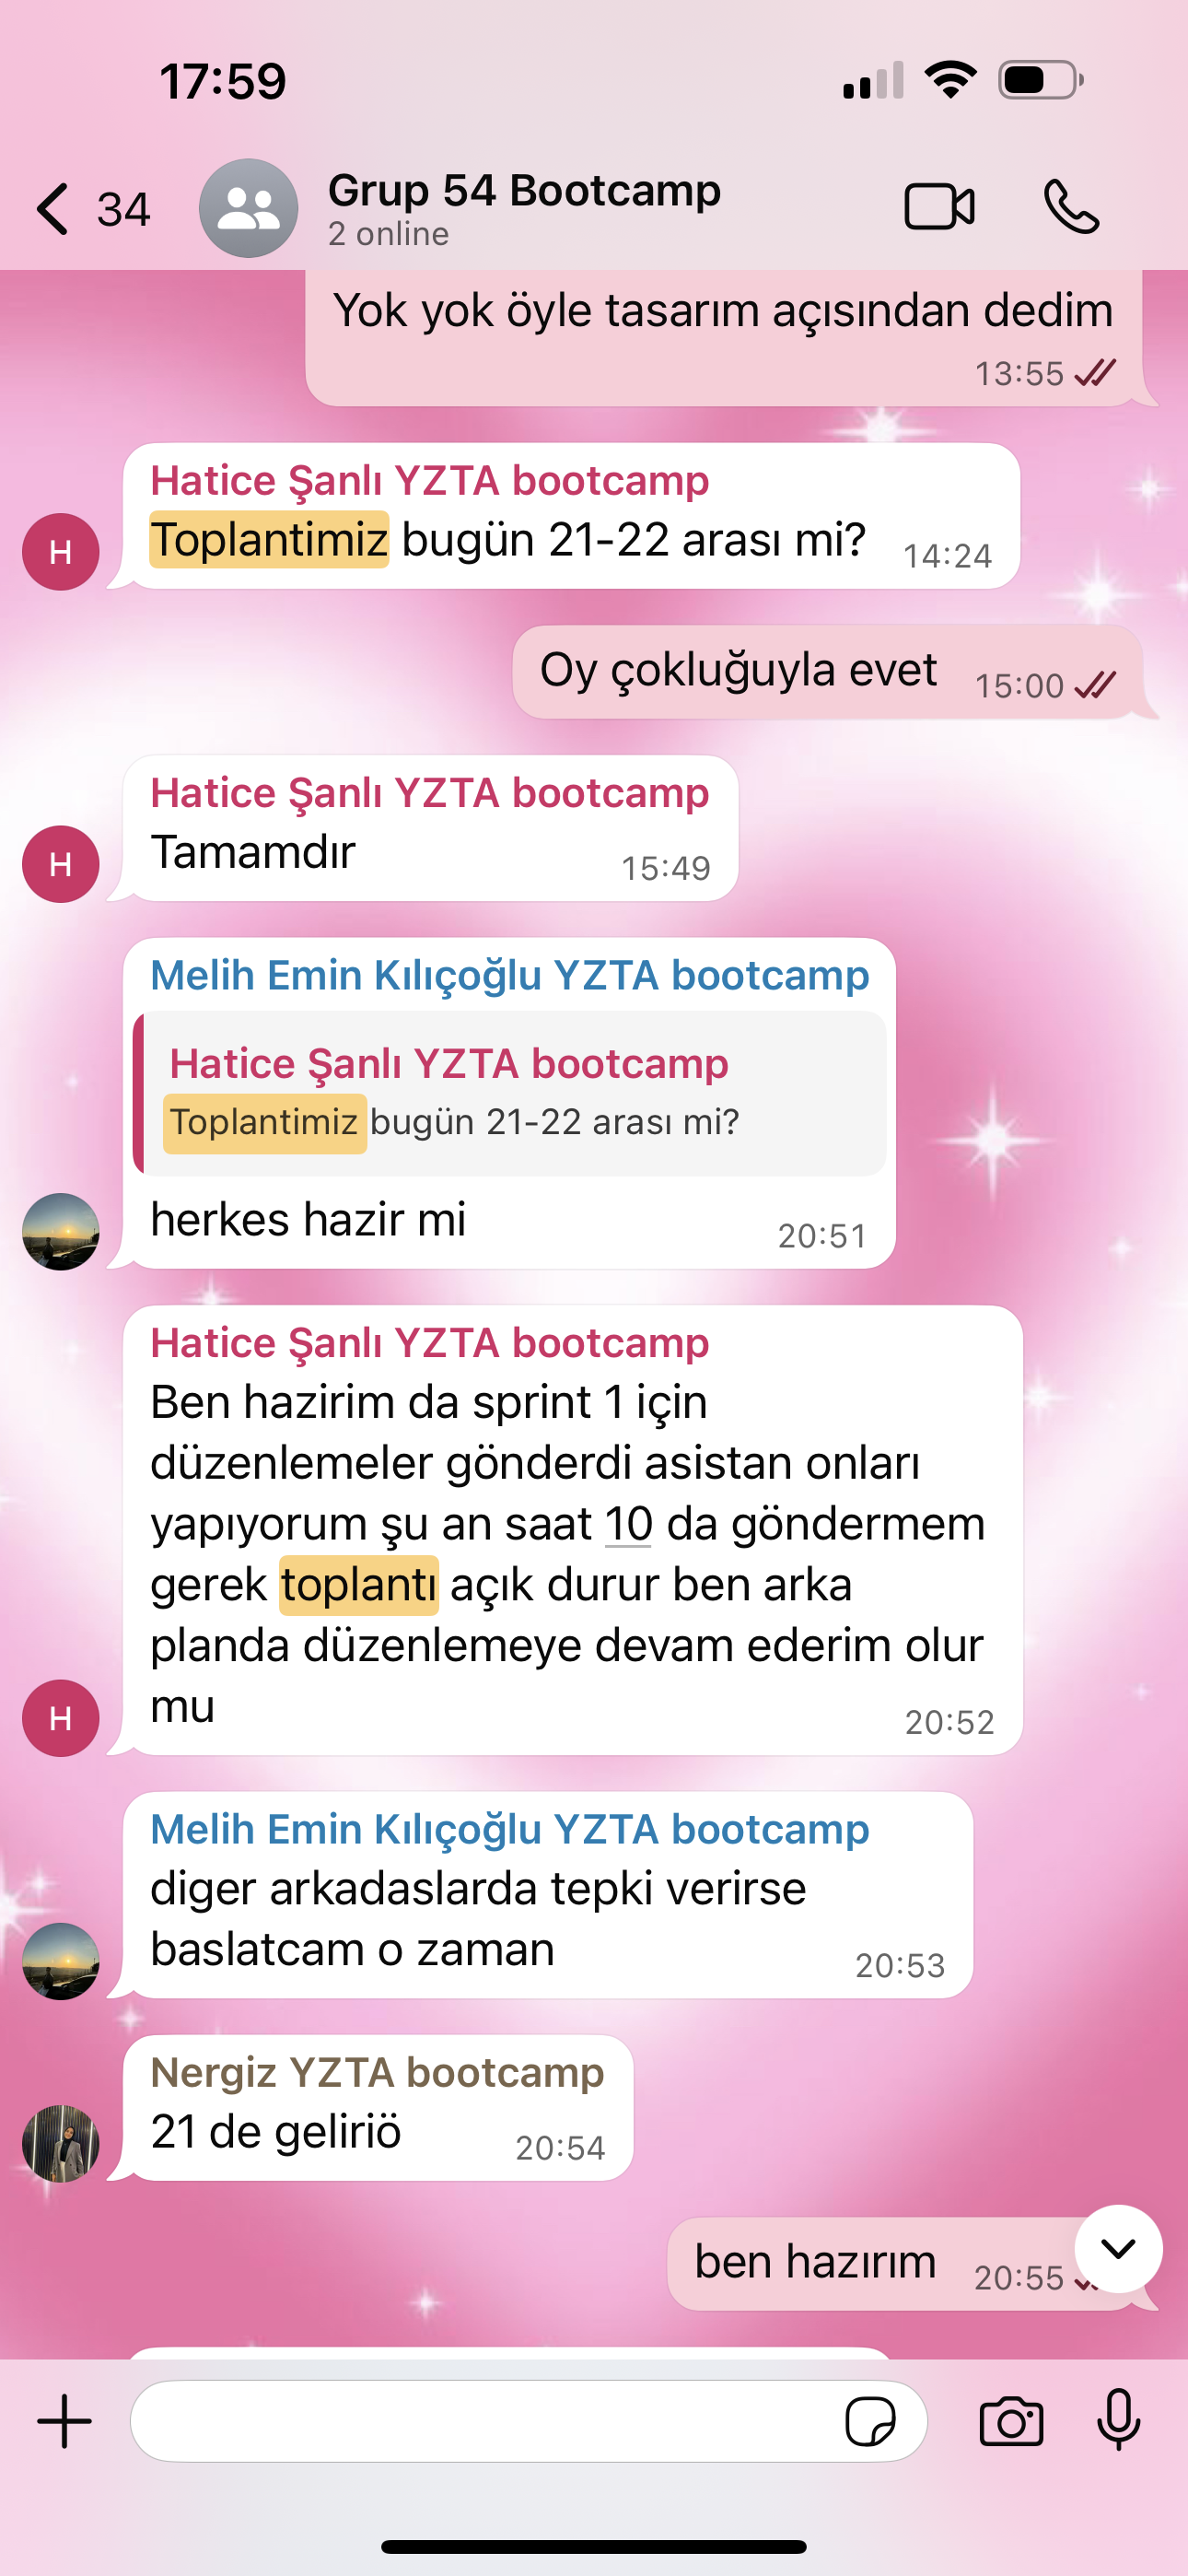 17:59
34
Grup 54 Bootcamp
2 online
Yok yok öyle tasarım açısından dedim
13:55
Hatice Şanlı YZTA bootcamp
H
Toplantimiz bugün 21-22 arası mi?
14:24
Oy çokluğuyla evet
15:00
Hatice Şanlı YZTA bootcamp
H
Tamamdır
15:49
Melih Emin Kılıçoğlu YZTA bootcamp
Hatice Şanlı YZTA bootcamp
Toplantimiz bugün 21-22 arası mi?
herkes hazir mi
20:51
Hatice Şanlı YZTA bootcamp
Ben hazirim da sprint 1 için
düzenlemeler gönderdi asistan onları
yapıyorum şu an saat 10 da göndermem
gerek toplantı açık durur ben arka
planda düzenlemeye devam ederim olur
mu
H
20:52
Melih Emin Kılıçoğlu YZTA bootcamp
diger arkadaslarda tepki verirse
baslatcam o zaman
20:53
Nergiz YZTA bootcamp
21 de geliriö
20:54
ben hazırım
20:55